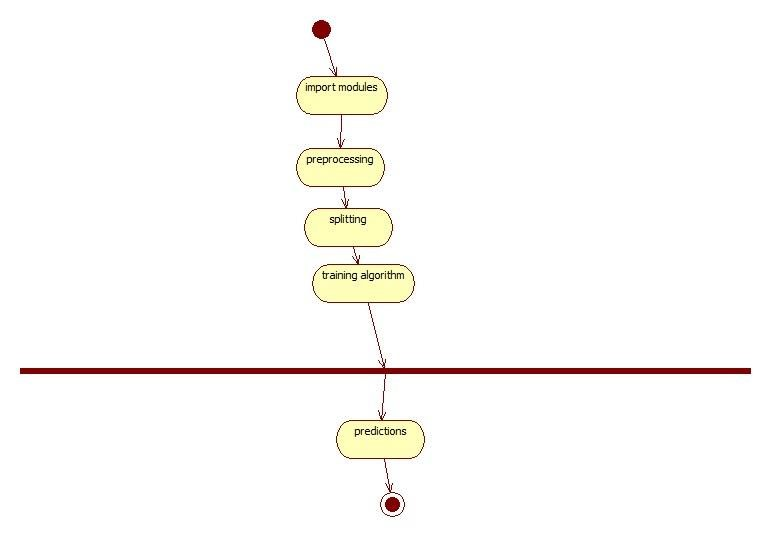 import modules
preprocessing
splitting
training algorithm
predictions